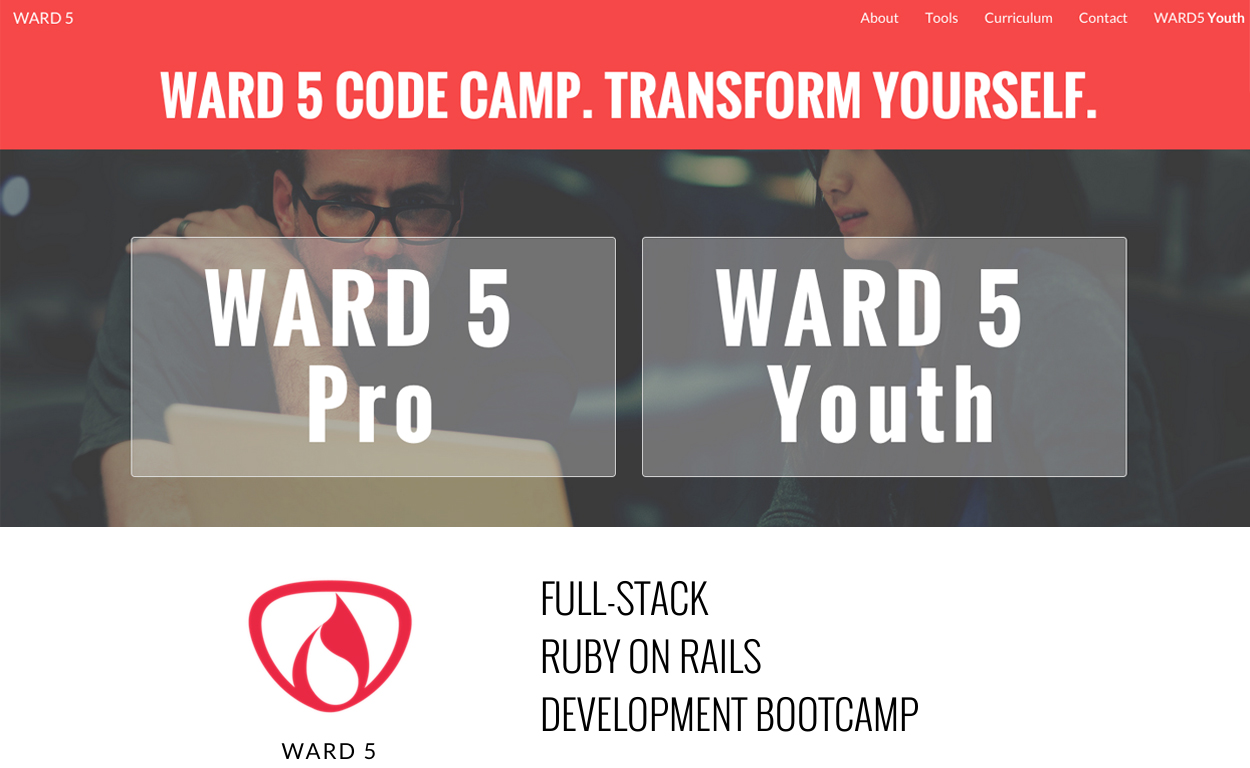 WARD 5
About Tools Curriculum Contact WARD5 Youth
WARD 5 CODE CAMP. TRANSFORM YOURSELF.
WARD 5
Pro
WARD 5
Youth
FULL-STACK
RUBY ON RAILS
DEVELOPMENT BOOTCAMP
WARD 5